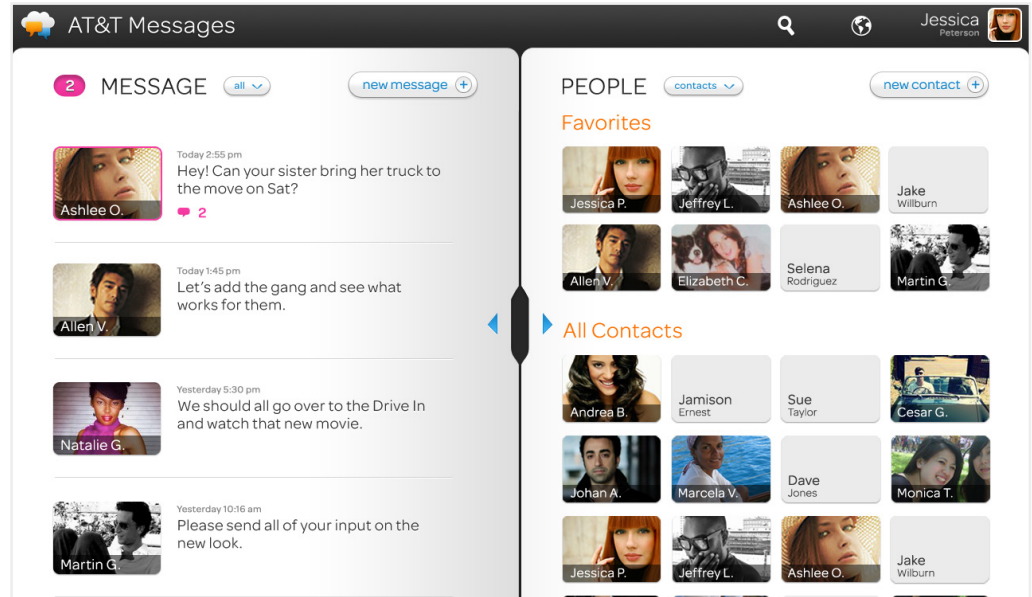 AT&T Messages
Jessica
Peterson
2 MESSAGE all
new message
Today 2:55 pm
Hey! Can your sister bring her truck to
the move on Sat?
Ashlee O.
2
Today 1:45 pm
Let's add the gang and see what
works for them.
Allen V.
Yesterday 5:30 pm
We should all go over to the Drive In
and watch that new movie.
Natalie G.
Yesterday 10:16 am
Please send all of your input on the
new look.
Martin G.
PEOPLE contacts
new contact
Favorites
Jessica P.
Jeffrey L.
Ashlee O.
Jake
Willburn
Allen V.
Elizabeth C.
Selena
Rodriguez
Martin G.
All Contacts
Andrea B.
Jamison
Ernest
Sue
Taylor
Cesar G.
Johan A.
Marcela V.
Dave
Jones
Monica T.
Jessica P.
Jeffrey L.
Ashlee O.
Jake
Wilburn